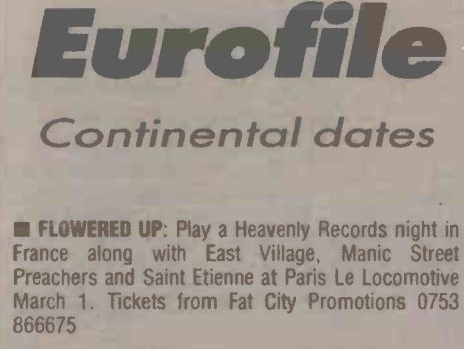 Eurofile
Continental dates
■ FLOWERED UP: Play a Heavenly Records night in
France along with East Village, Manic Street
Preachers and Saint Etienne at Paris Le Locomotive
March 1. Tickets from Fat City Promotions 0753
866675